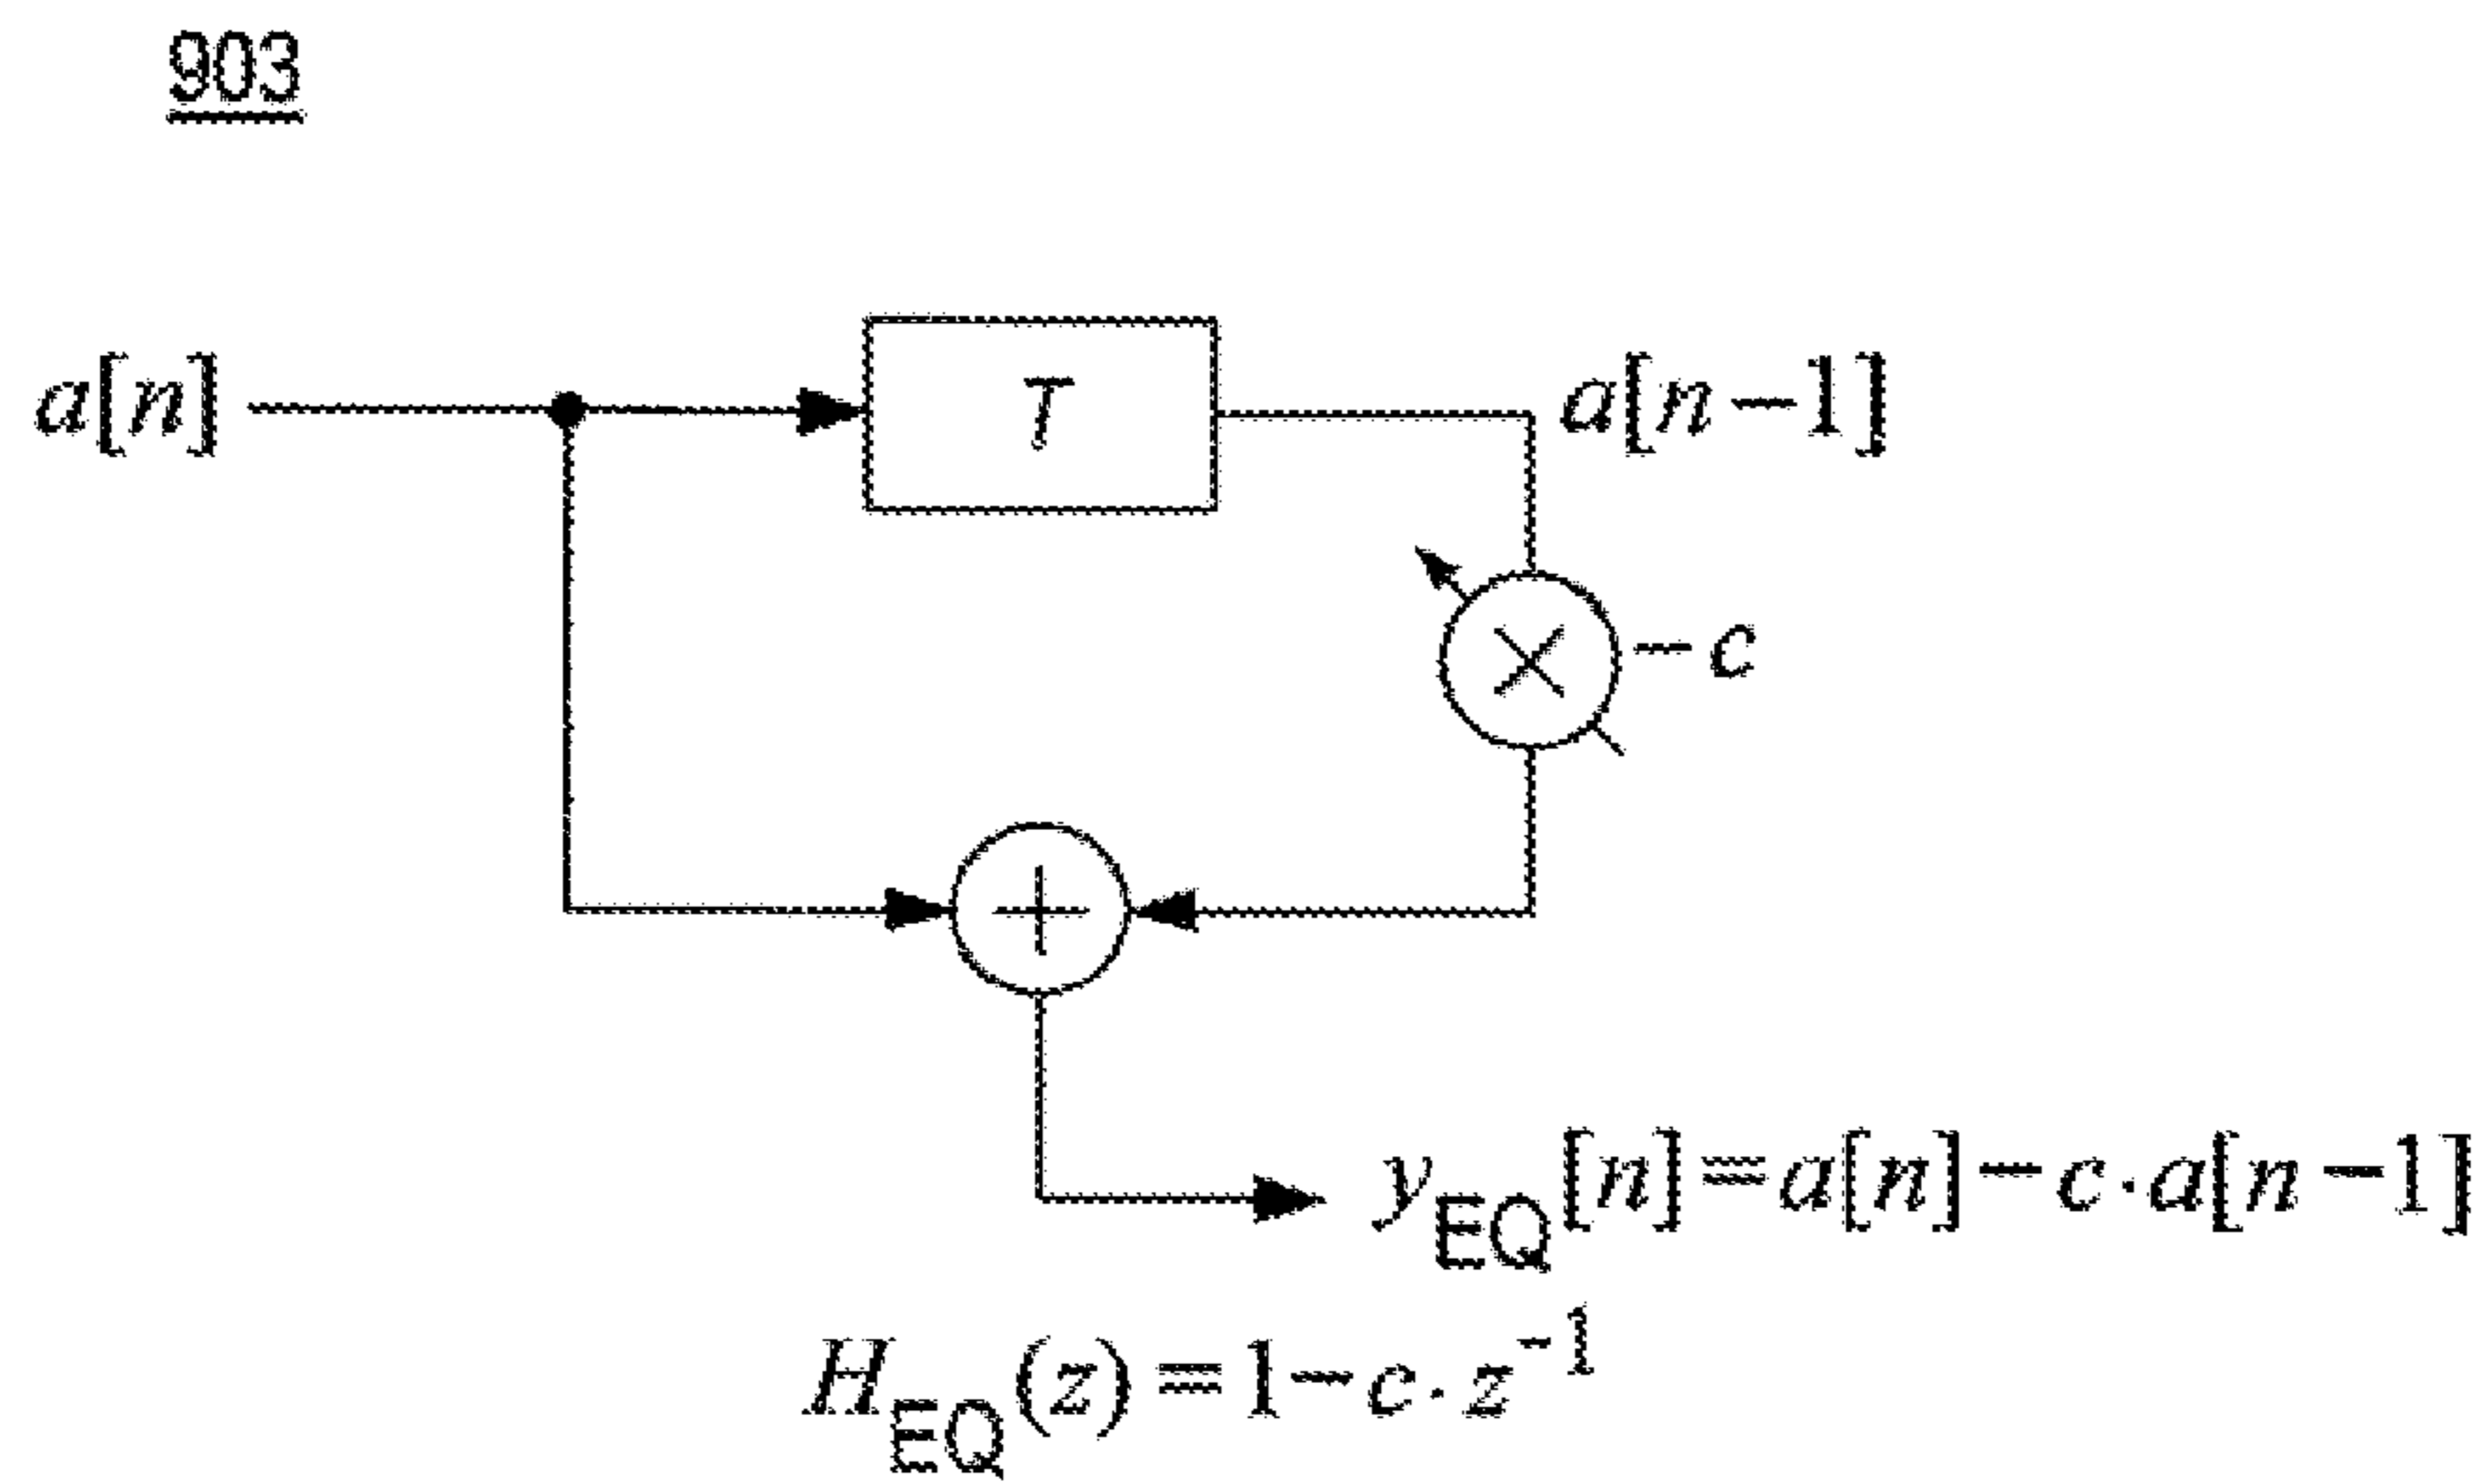 903
a[n]
T
a[n-1]
×
-c
+
y_EQ[n]=a[n]-c·a[n-1]
H_EQ(z)=1-c·z^-1